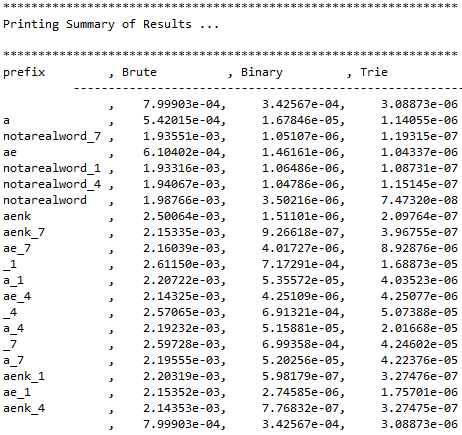 ******************************************************************
Printing Summary of Results ...
******************************************************************
prefix , Brute , Binary , Trie
--------------------------------------------------------
, 7.99903e-04, 3.42567e-04, 3.08873e-06
a , 5.42015e-04, 1.67846e-05, 1.14055e-06
notarealword_7 , 1.93551e-03, 1.05107e-06, 1.19315e-07
ae , 6.10402e-04, 1.46161e-06, 1.04337e-06
notarealword_1 , 1.93316e-03, 1.06486e-06, 1.08731e-07
notarealword_4 , 1.94067e-03, 1.04786e-06, 1.15145e-07
notarealword , 1.98766e-03, 3.50216e-06, 7.47320e-08
aenk , 2.50064e-03, 1.51101e-06, 2.09764e-07
aenk_7 , 2.15335e-03, 9.26618e-07, 3.96755e-07
ae_7 , 2.16039e-03, 4.01727e-06, 8.92876e-06
_1 , 2.61150e-03, 7.17291e-04, 1.68873e-05
a_1 , 2.20722e-03, 5.35572e-05, 4.03523e-06
ae_4 , 2.14325e-03, 4.25109e-06, 4.25077e-06
_4 , 2.57065e-03, 6.91321e-04, 5.07388e-05
a_4 , 2.19232e-03, 5.15881e-05, 2.01668e-05
_7 , 2.59728e-03, 6.99358e-04, 4.24602e-05
a_7 , 2.19555e-03, 5.20256e-05, 4.22376e-05
aenk_1 , 2.20319e-03, 5.98179e-07, 3.27476e-07
ae_1 , 2.15352e-03, 2.74585e-06, 1.75701e-06
aenk_4 , 2.14353e-03, 7.76832e-07, 3.27475e-07
, 7.99903e-04, 3.42567e-04, 3.08873e-06